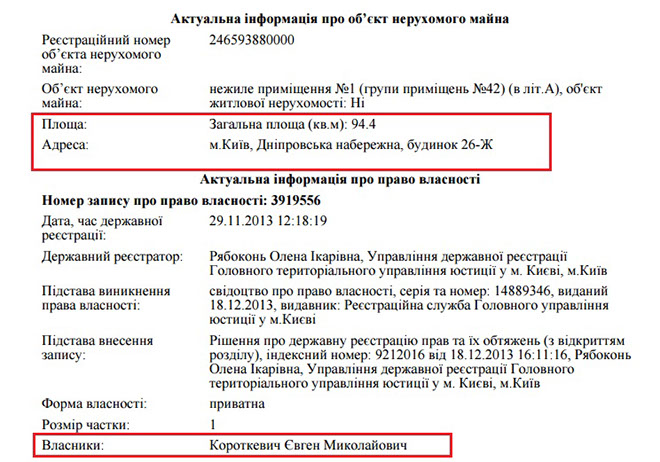 Актуальна інформація про об’єкт нерухомого майна
Реєстраційний номер 246593880000
об’єкта нерухомого
майна:
Об’єкт нерухомого нежиле приміщення №1 (групи приміщень №42) (в літ.А), об'єкт
майна: житлової нерухомості: Ні
Площа: Загальна площа (кв.м): 94.4
Адреса: м.Київ, Дніпровська набережна, будинок 26-Ж
Актуальна інформація про право власності
Номер запису про право власності: 3919556
Дата, час державної 29.11.2013 12:18:19
реєстрації:
Державний реєстратор: Рябоконь Олена Ікарівна, Управління державної реєстрації
Головного територіального управління юстиції у м. Києві, м.Київ
Підстава виникнення свідоцтво про право власності, серія та номер: 14889346, виданий
права власності: 18.12.2013, видавник: Реєстраційна служба Головного управління
юстиції у м.Києві
Підстава внесення Рішення про державну реєстрацію прав та їх обтяжень (з відкриттям
запису: розділу), індексний номер: 9212016 від 18.12.2013 16:11:16, Рябоконь
Олена Ікарівна, Управління державної реєстрації Головного
територіального управління юстиції у м. Києві, м.Київ
Форма власності: приватна
Розмір частки: 1
Власники: Короткевич Євген Миколайович